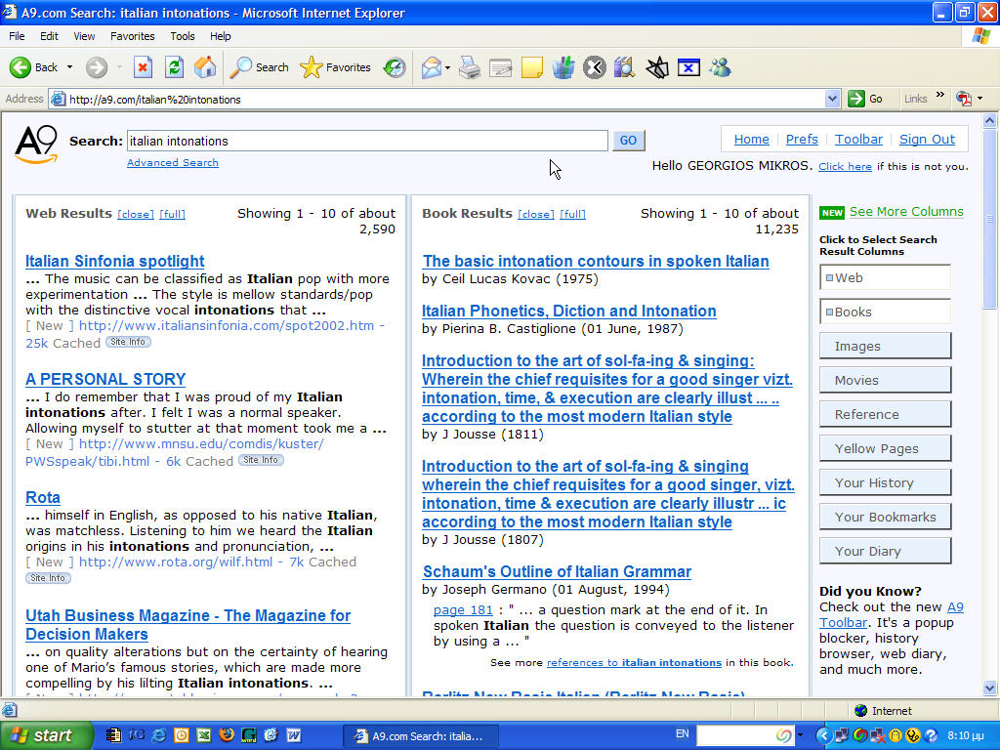 A9.com Search: italian intonations - Microsoft Internet Explorer
File Edit View Favorites Tools Help
Back Search Favorites
Address http://a9.com/italian%20intonations Go Links »
A9 Search: italian intonations GO
Advanced Search
Home Prefs Toolbar Sign Out
Hello GEORGIOS MIKROS. Click here if this is not you.
Web Results [close] [full] Showing 1 - 10 of about
2,590
Italian Sinfonia spotlight
... The music can be classified as Italian pop with more
experimentation ... The style is mellow standards/pop
with the distinctive vocal intonations that ...
[ New ] http://www.italiansinfonia.com/spot2002.htm -
25k Cached Site Info
A PERSONAL STORY
... I do remember that I was proud of my Italian
intonations after. I felt I was a normal speaker.
Allowing myself to stutter at that moment took me a ...
[ New ] http://www.mnsu.edu/comdis/kuster/
PWSspeak/tibi.html - 6k Cached Site Info
Rota
... himself in English, as opposed to his native Italian,
was matchless. Listening to him we heard the Italian
origins in his intonations and pronunciation, ...
[ New ] http://www.rota.org/wilf.html - 7k Cached
Site Info
Utah Business Magazine - The Magazine for
Decision Makers
... on quality alterations but on the certainty of hearing
one of Mario's famous stories, which are made more
compelling by his lilting Italian intonations. ...
Book Results [close] [full] Showing 1 - 10 of about
11,235
The basic intonation contours in spoken Italian
by Ceil Lucas Kovac (1975)
Italian Phonetics, Diction and Intonation
by Pierina B. Castiglione (01 June, 1987)
Introduction to the art of sol-fa-ing & singing:
Wherein the chief requisites for a good singer vizt.
intonation, time, & execution are clearly illust ... ..
according to the most modern Italian style
by J Jousse (1811)
Introduction to the art of sol-fa-ing & singing
wherein the chief requisites for a good singer, vizt.
intonation, time & execution are clearly illustr ... ic
according to the most modern Italian style
by J Jousse (1807)
Schaum's Outline of Italian Grammar
by Joseph Germano (01 August, 1994)
page 181 : " ... a question mark at the end of it. In
spoken Italian the question is conveyed to the listener
by using a ... "
See more references to italian intonations in this book.
Berlitz New Basic Italian (Berlitz New Basic)
NEW See More Columns
Click to Select Search
Result Columns
Web
Books
Images
Movies
Reference
Yellow Pages
Your History
Your Bookmarks
Your Diary
Did you Know?
Check out the new A9
Toolbar. It's a popup
blocker, history
browser, web diary,
and much more.
Internet
start A9.com Search: italia... EN 8:10 μμ